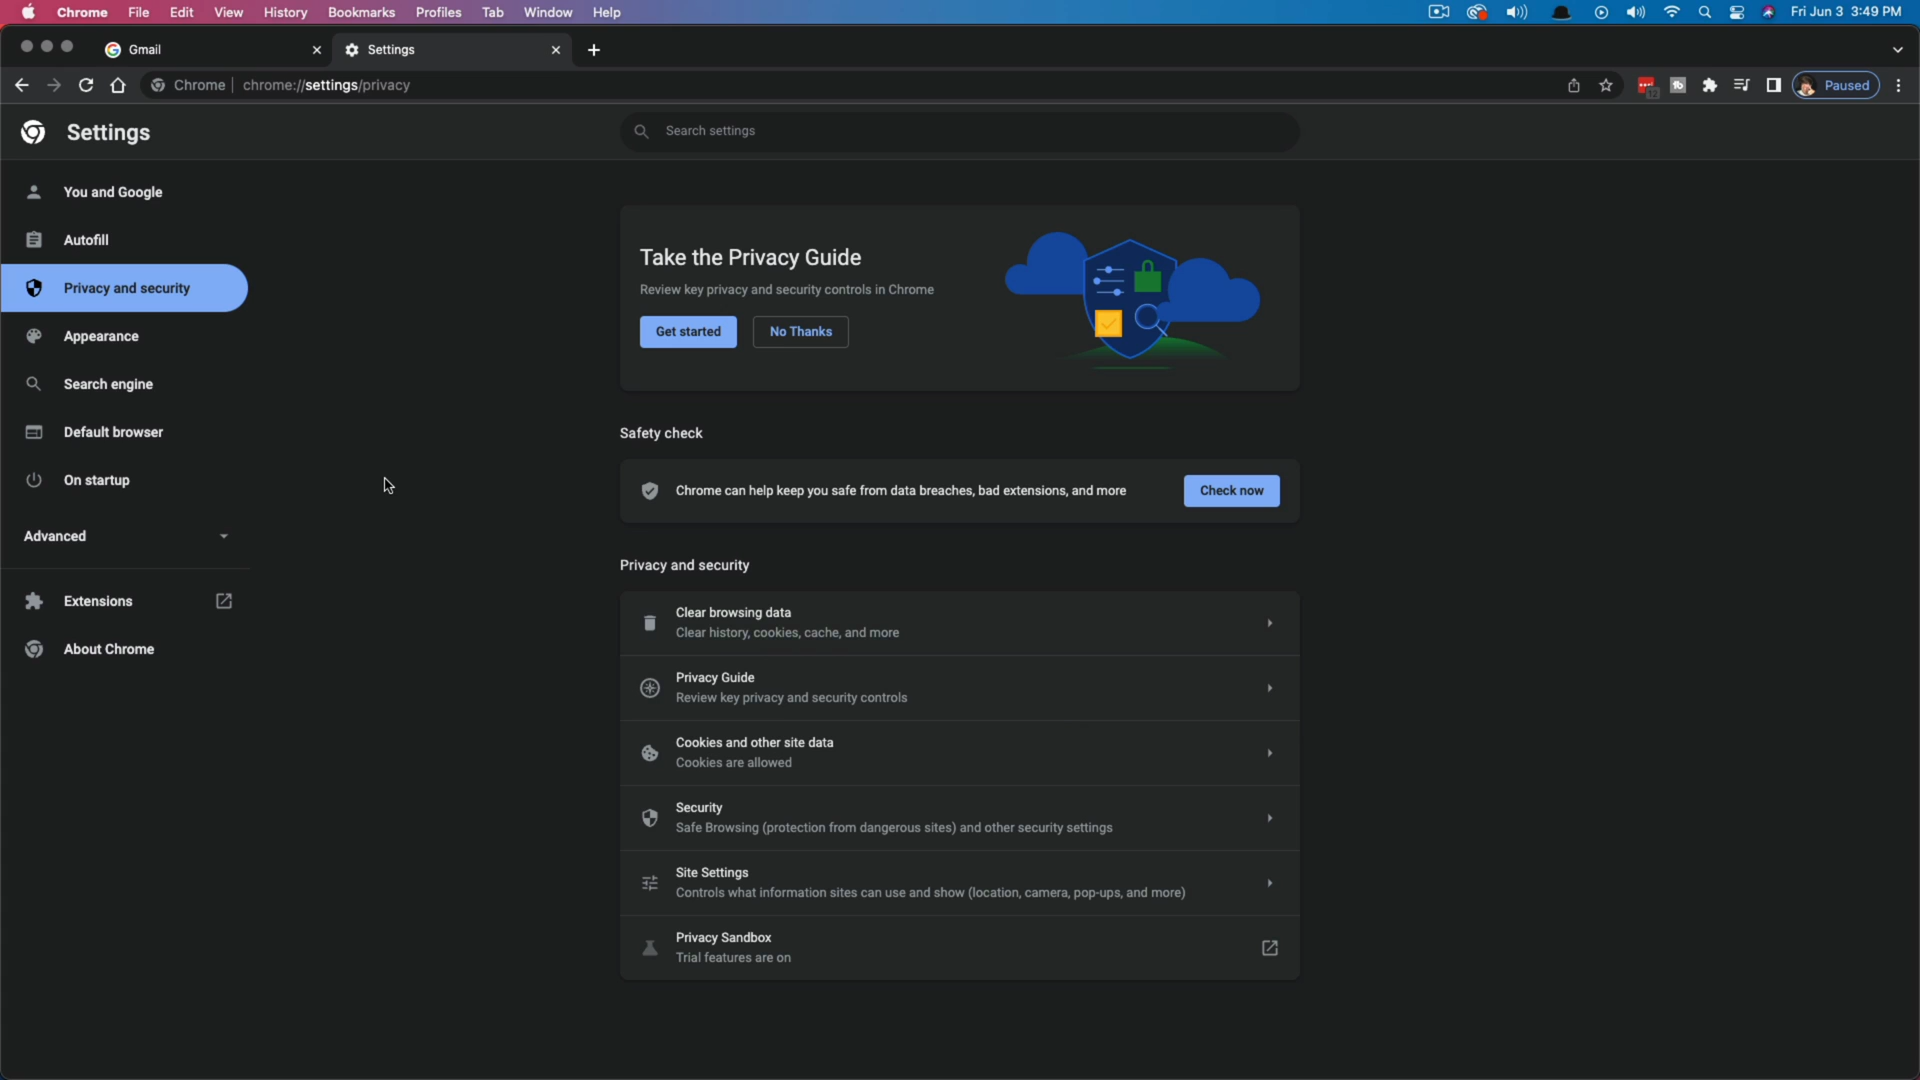 Chrome File Edit View History Bookmarks Profiles Tab Window Help Fri Jun 3 3:49 PM
Gmail Settings
Chrome chrome://settings/privacy Paused
Settings
Search settings
You and Google
Autofill
Privacy and security
Appearance
Search engine
Default browser
On startup
Advanced
Extensions
About Chrome
Take the Privacy Guide
Review key privacy and security controls in Chrome
Get started No Thanks
Safety check
Chrome can help keep you safe from data breaches, bad extensions, and more Check now
Privacy and security
Clear browsing data
Clear history, cookies, cache, and more
Privacy Guide
Review key privacy and security controls
Cookies and other site data
Cookies are allowed
Security
Safe Browsing (protection from dangerous sites) and other security settings
Site Settings
Controls what information sites can use and show (location, camera, pop-ups, and more)
Privacy Sandbox
Trial features are on